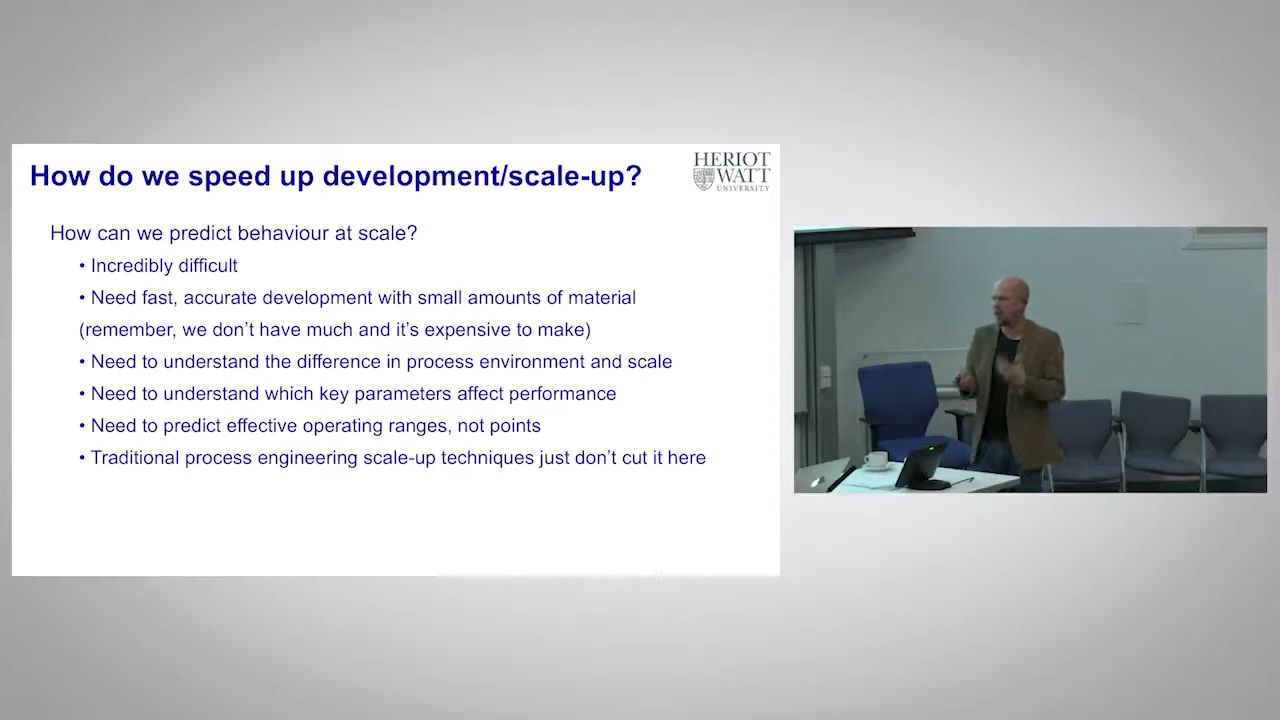 How do we speed up development/scale-up?
HERIOT
WATT
UNIVERSITY
How can we predict behaviour at scale?
• Incredibly difficult
• Need fast, accurate development with small amounts of material
(remember, we don't have much and it's expensive to make)
• Need to understand the difference in process environment and scale
• Need to understand which key parameters affect performance
• Need to predict effective operating ranges, not points
• Traditional process engineering scale-up techniques just don't cut it here